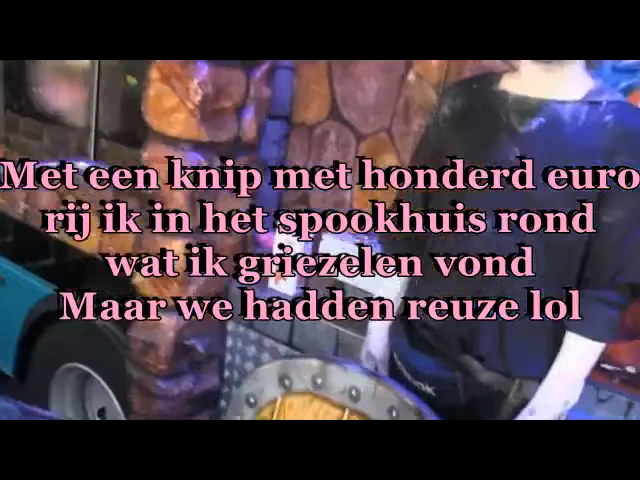 Met een knip met honderd euro
rij ik in het spookhuis rond
wat ik griezelen vond
Maar we hadden reuze lol